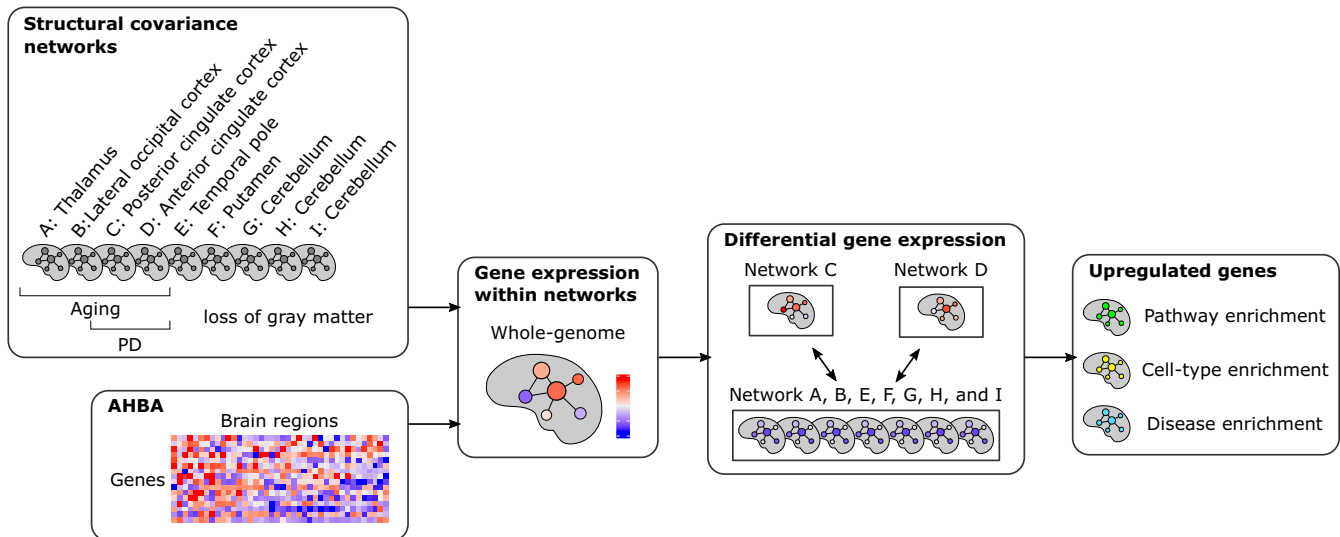 Structural covariance
networks
A: Thalamus
B: Lateral occipital cortex
C: Posterior cingulate cortex
D: Anterior cingulate cortex
E: Temporal pole
F: Putamen
G: Cerebellum
H: Cerebellum
I: Cerebellum
Aging
loss of gray matter
PD
AHBA
Brain regions
Genes
Gene expression
within networks
Whole-genome
Differential gene expression
Network C
Network D
Network A, B, E, F, G, H, and I
Upregulated genes
Pathway enrichment
Cell-type enrichment
Disease enrichment